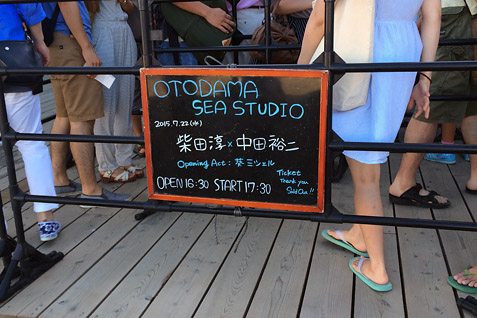 OTODAMA
SEA STUDIO
2015.7.22(水)
柴田淳×中田裕二
Opening Act : 葵ミシェル
OPEN 16:30 START 17:30
Ticket
Thank you
Sold Out!!